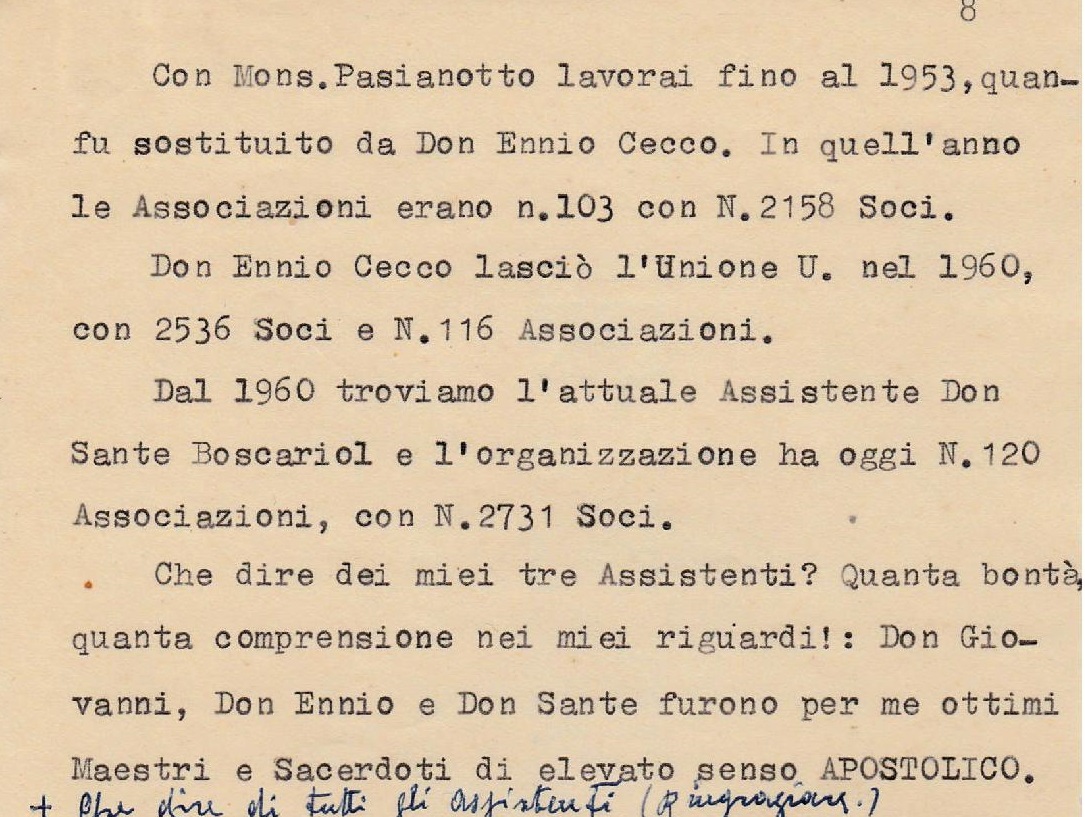 8
Con Mons.Pasianotto lavorai fino al 1953,quan-
fu sostituito da Don Ennio Cecco. In quell'anno
le Associazioni erano n.103 con N.2158 Soci.
Don Ennio Cecco lasciò l'Unione U. nel 1960,
con 2536 Soci e N.116 Associazioni.
Dal 1960 troviamo l'attuale Assistente Don
Sante Boscariol e l'organizzazione ha oggi N.120
Associazioni, con N.2731 Soci.
Che dire dei miei tre Assistenti? Quanta bontà,
quanta comprensione nei miei riguardi!: Don Gio-
vanni, Don Ennio e Don Sante furono per me ottimi
Maestri e Sacerdoti di elevato senso APOSTOLICO.
+ Che dire di tutti gli Assistenti (Ringraziare.)